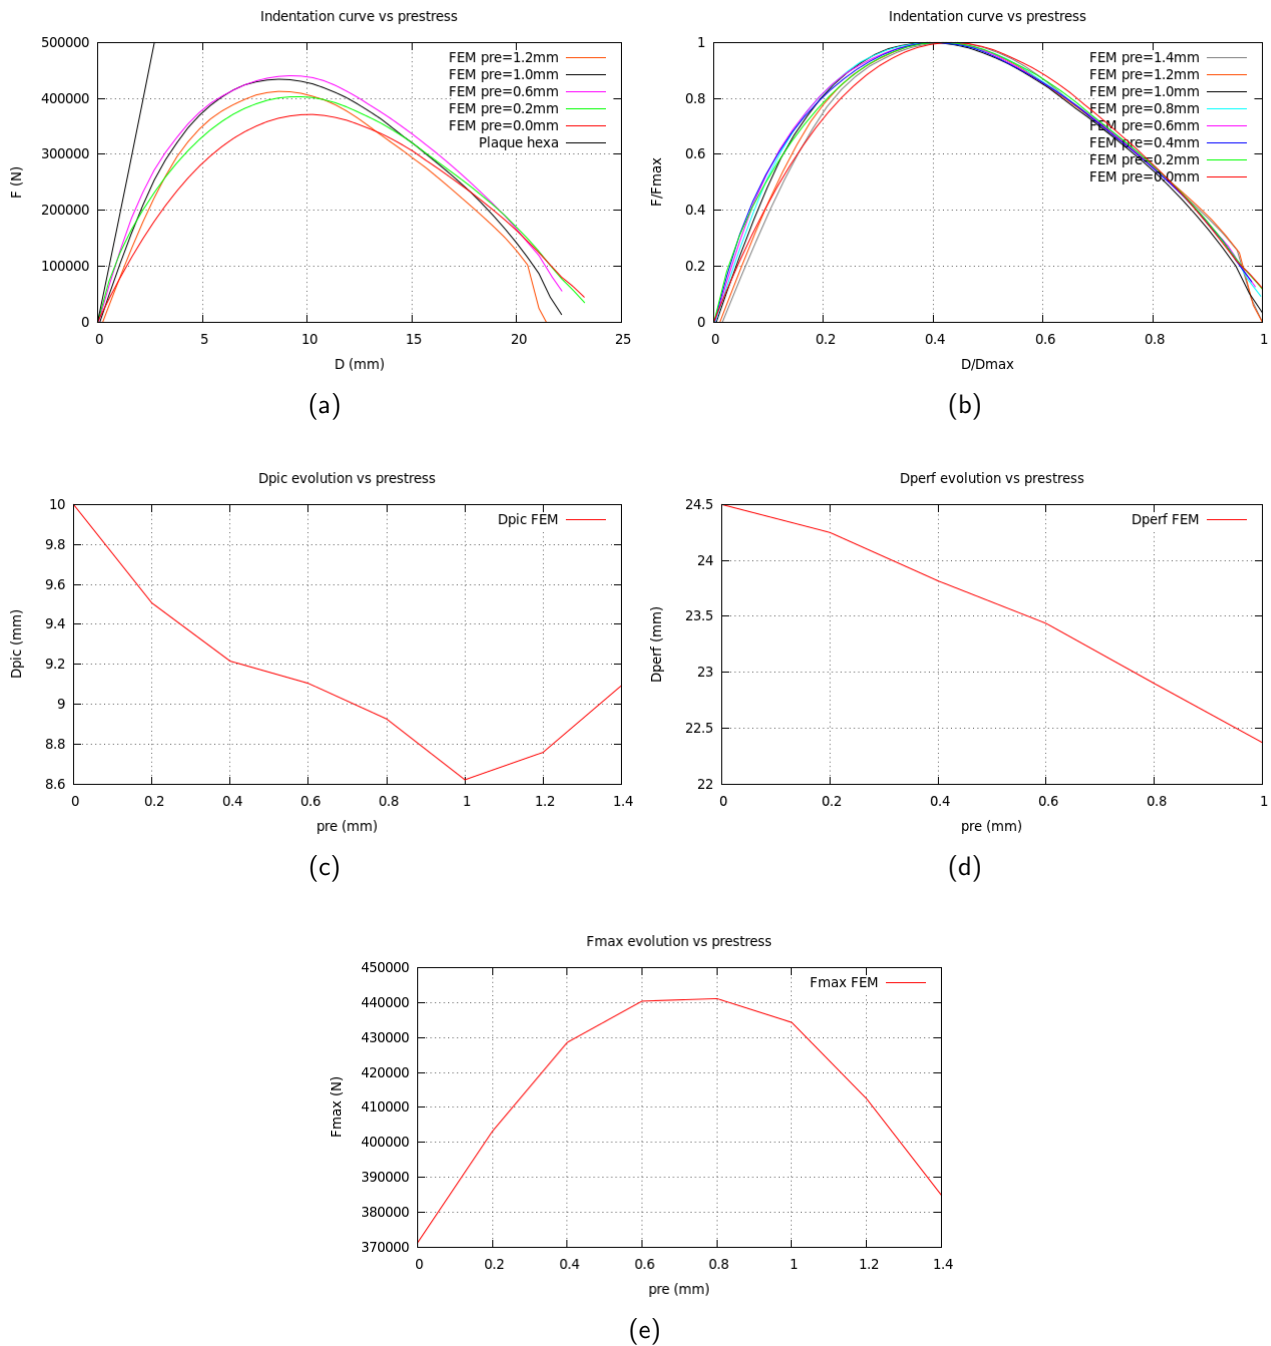 Indentation curve vs prestress
500000
400000
300000
200000
100000
0
F (N)
FEM pre=1.2mm
FEM pre=1.0mm
FEM pre=0.6mm
FEM pre=0.2mm
FEM pre=0.0mm
Plaque hexa
0 5 10 15 20 25
D (mm)
(a)
Indentation curve vs prestress
1
0.8
0.6
0.4
0.2
0
F/Fmax
FEM pre=1.4mm
FEM pre=1.2mm
FEM pre=1.0mm
FEM pre=0.8mm
FEM pre=0.6mm
FEM pre=0.4mm
FEM pre=0.2mm
FEM pre=0.0mm
0 0.2 0.4 0.6 0.8 1
D/Dmax
(b)
Dpic evolution vs prestress
10
9.8
9.6
9.4
9.2
9
8.8
8.6
Dpic (mm)
Dpic FEM
0 0.2 0.4 0.6 0.8 1 1.2 1.4
pre (mm)
(c)
Dperf evolution vs prestress
24.5
24
23.5
23
22.5
22
Dperf (mm)
Dperf FEM
0 0.2 0.4 0.6 0.8 1
pre (mm)
(d)
Fmax evolution vs prestress
450000
440000
430000
420000
410000
400000
390000
380000
370000
Fmax (N)
Fmax FEM
0 0.2 0.4 0.6 0.8 1 1.2 1.4
pre (mm)
(e)